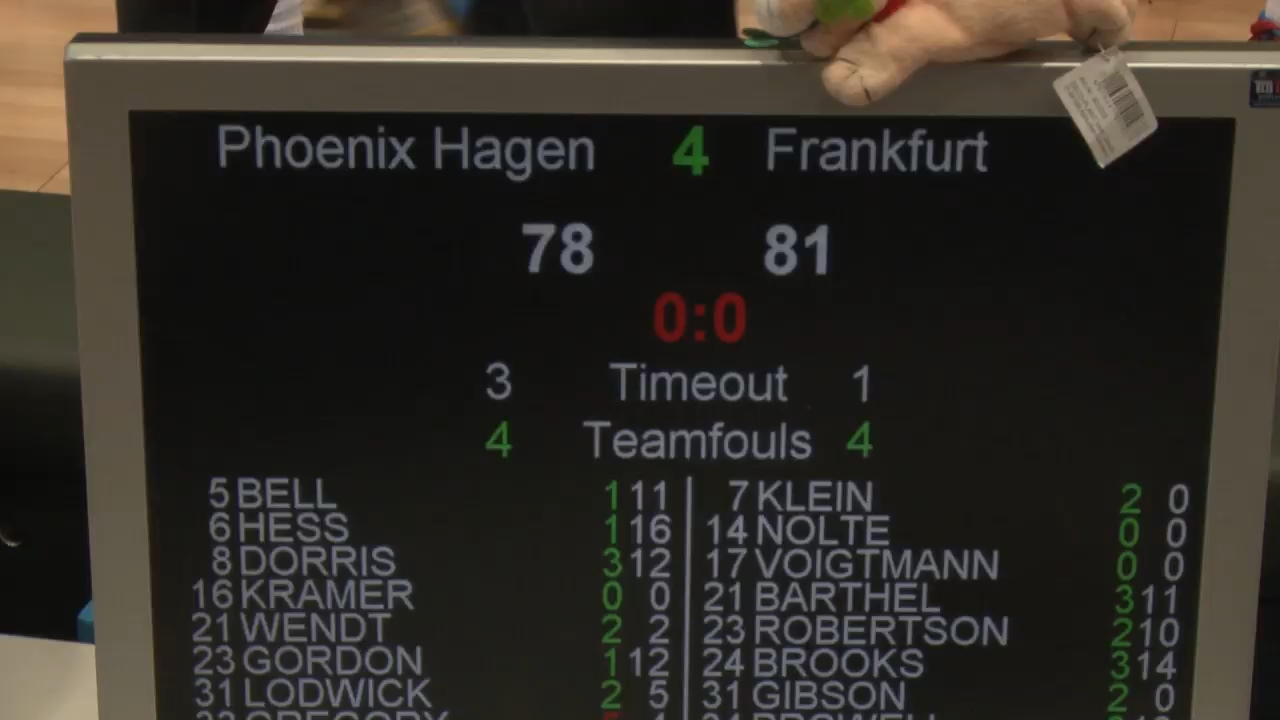 Phoenix Hagen 4 Frankfurt
78 81
0:0
3 Timeout 1
4 Teamfouls 4
5 BELL 1 11 7 KLEIN 2 0
6 HESS 1 16 14 NOLTE 0 0
8 DORRIS 3 12 17 VOIGTMANN 0 0
16 KRAMER 0 0 21 BARTHEL 3 11
21 WENDT 2 2 23 ROBERTSON 2 10
23 GORDON 1 12 24 BROOKS 3 14
31 LODWICK 2 5 31 GIBSON 2 0
33 GREGORY